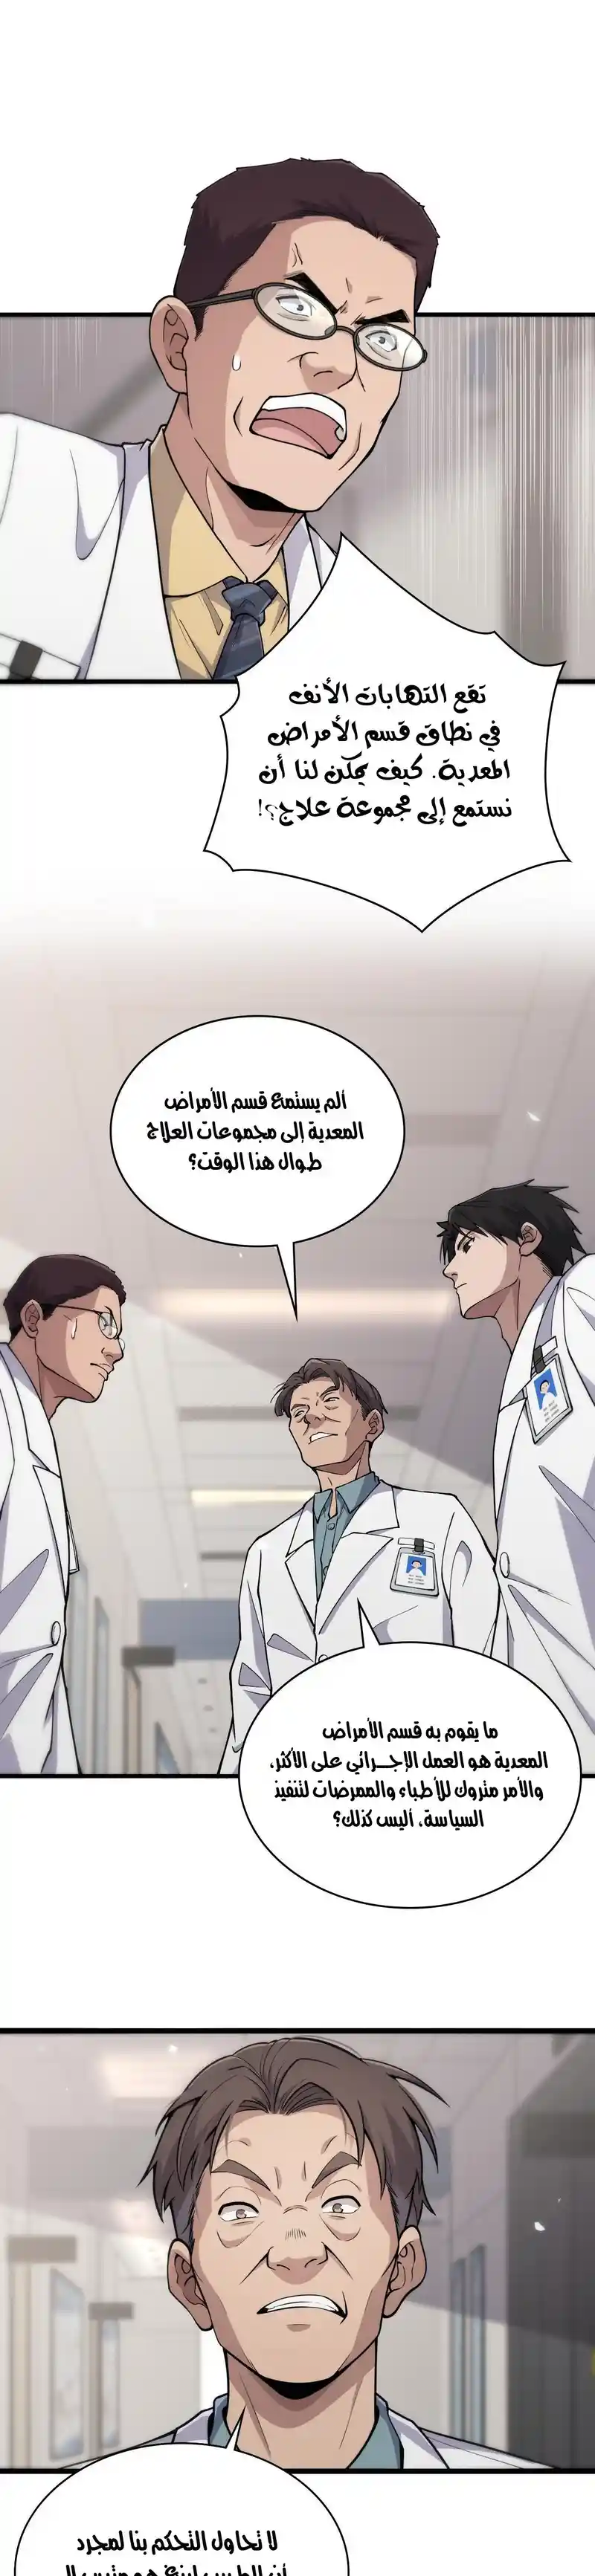 تقع التهابات الأنف
في نطاق قسم الأمراض
المعدية. كيف يمكن لنا أن
نستمع إلى مجموعة علاج؟!
ألم يستمع قسم الأمراض
المعدية إلى مجموعات العلاج
طوال هذا الوقت؟
ما يقوم به قسم الأمراض
المعدية هو العمل الإجـرائي على الأكثر،
والأمر متروك للأطباء والممرضات لتنفيذ
السياسة، أليس كذلك؟
لا تحاول التحكم بنا لمجرد